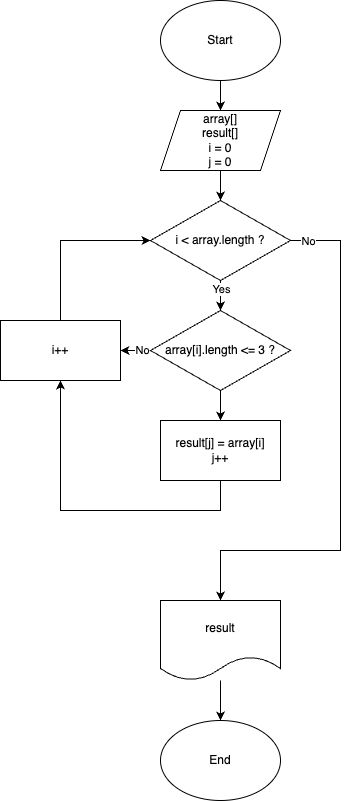 Start
array[]
result[]
i = 0
j = 0
i < array.length ?
No
Yes
array[i].length <= 3 ?
No
i++
result[j] = array[i]
j++
result
End